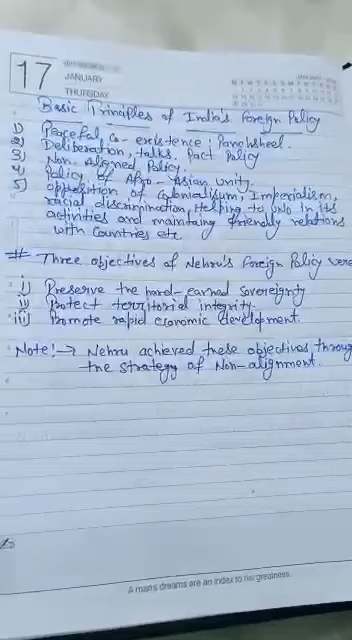 17
JANUARY
THURSDAY
Basic Principles of India's Foreign Policy
1) Peaceful Co-existence: Panchsheel.
2) Deliberation, talks. Pact Policy
3) Non-Aligned Policy.
4) Policy of Afro-Asian unity.
5) Opposition of Colonialism, Imperialism,
racial discrimination, Helping to UNO in its
activities and maintaing friendly relations
with Countries etc
# Three objectives of Nehru's Foreign Policy were
i) Preserve the hard-earned Sovereignty
ii) Protect territorial integrity.
iii) Promote rapid economic development.
Note:→ Nehru achieved these objectives through
the strategy of Non-alignment.
A man's dreams are an index to his greatness.